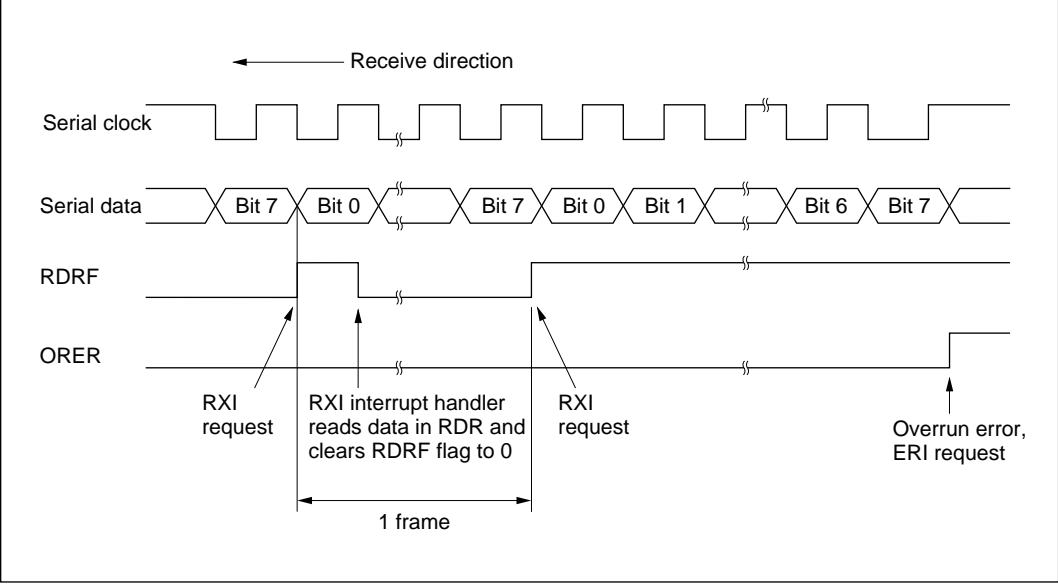 Receive direction
Serial clock
Serial data
Bit 7
Bit 0
Bit 7
Bit 0
Bit 1
Bit 6
Bit 7
RDRF
ORER
RXI
request
RXI interrupt handler
reads data in RDR and
clears RDRF flag to 0
RXI
request
Overrun error,
ERI request
1 frame